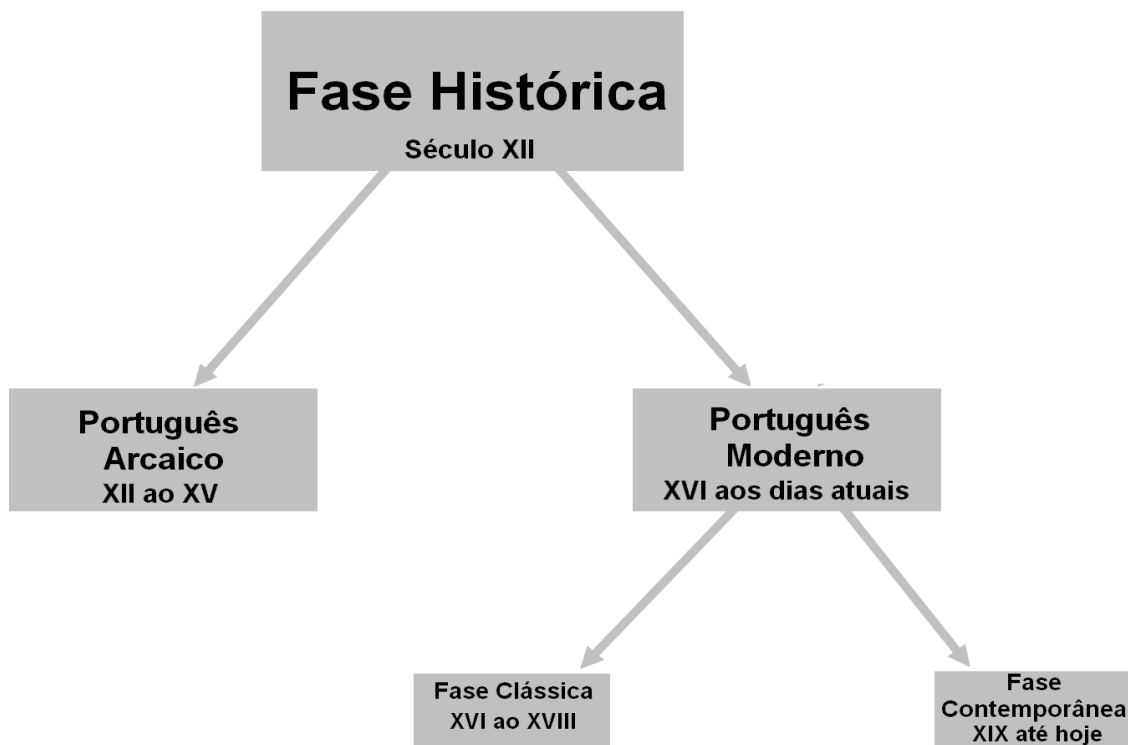 Fase Histórica
Século XII
Português
Arcaico
XII ao XV
Português
Moderno
XVI aos dias atuais
Fase Clássica
XVI ao XVIII
Fase
Contemporânea
XIX até hoje